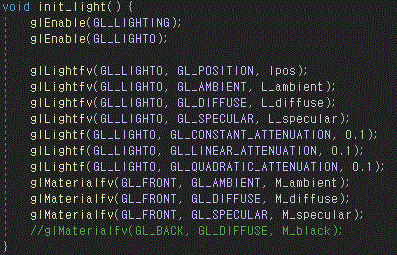 void init_light() {
glEnable(GL_LIGHTING);
glEnable(GL_LIGHT0);
glLightfv(GL_LIGHT0, GL_POSITION, lpos);
glLightfv(GL_LIGHT0, GL_AMBIENT, L_ambient);
glLightfv(GL_LIGHT0, GL_DIFFUSE, L_diffuse);
glLightfv(GL_LIGHT0, GL_SPECULAR, L_specular);
glLightf(GL_LIGHT0, GL_CONSTANT_ATTENUATION, 0.1);
glLightf(GL_LIGHT0, GL_LINEAR_ATTENUATION, 0.1);
glLightf(GL_LIGHT0, GL_QUADRATIC_ATTENUATION, 0.1);
glMaterialfv(GL_FRONT, GL_AMBIENT, M_ambient);
glMaterialfv(GL_FRONT, GL_DIFFUSE, M_diffuse);
glMaterialfv(GL_FRONT, GL_SPECULAR, M_specular);
//glMaterialfv(GL_BACK, GL_DIFFUSE, M_black);
}